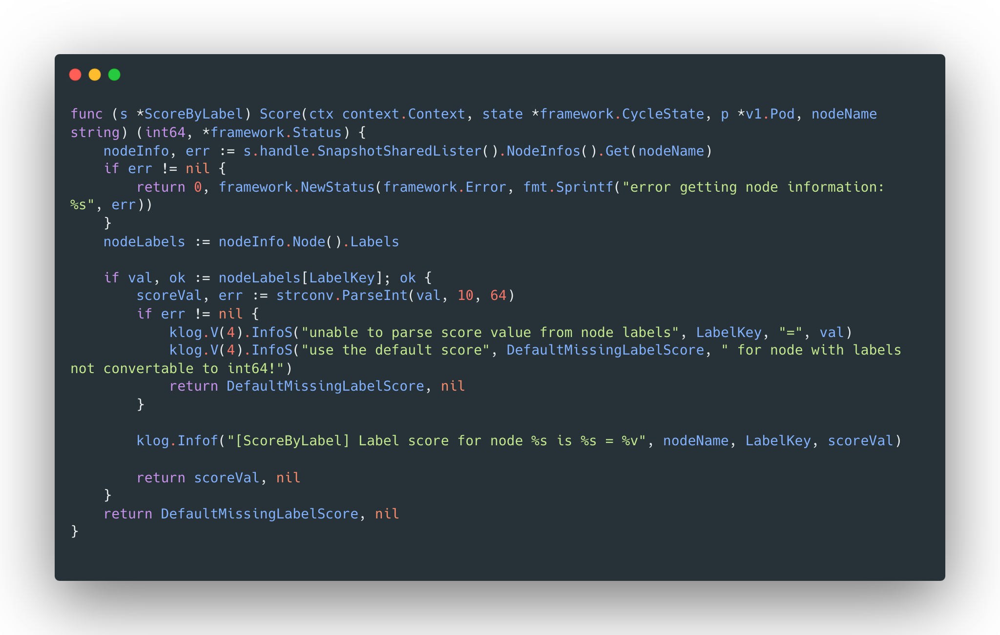 func (s *ScoreByLabel) Score(ctx context.Context, state *framework.CycleState, p *v1.Pod, nodeName
string) (int64, *framework.Status) {
    nodeInfo, err := s.handle.SnapshotSharedLister().NodeInfos().Get(nodeName)
    if err != nil {
        return 0, framework.NewStatus(framework.Error, fmt.Sprintf("error getting node information:
%s", err))
    }
    nodeLabels := nodeInfo.Node().Labels

    if val, ok := nodeLabels[LabelKey]; ok {
        scoreVal, err := strconv.ParseInt(val, 10, 64)
        if err != nil {
            klog.V(4).InfoS("unable to parse score value from node labels", LabelKey, "=", val)
            klog.V(4).InfoS("use the default score", DefaultMissingLabelScore, " for node with labels
not convertable to int64!")
            return DefaultMissingLabelScore, nil
        }

        klog.Infof("[ScoreByLabel] Label score for node %s is %s = %v", nodeName, LabelKey, scoreVal)

        return scoreVal, nil
    }
    return DefaultMissingLabelScore, nil
}